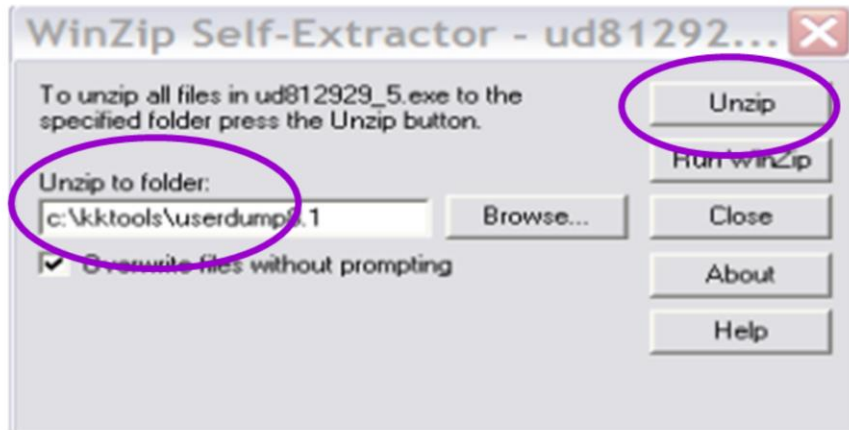 WinZip Self-Extractor - ud81292...
To unzip all files in ud812929_5.exe to the
specified folder press the Unzip button.
Unzip
Run WinZip
Unzip to folder:
c:\kktools\userdump8.1
Browse...
Close
Overwrite files without prompting
About
Help